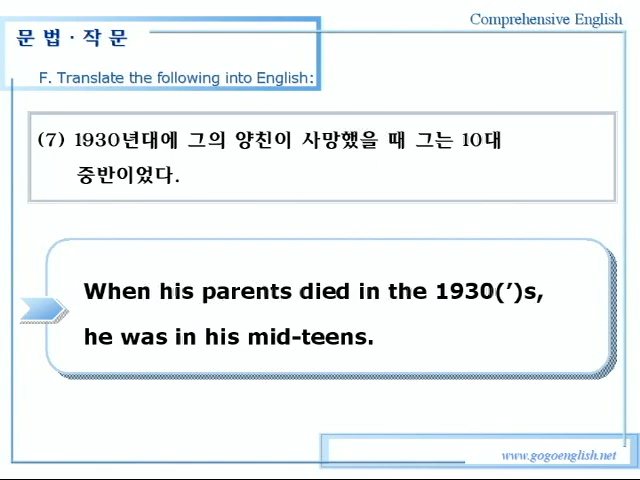 Comprehensive English
문 법 · 작 문
F. Translate the following into English:
(7) 1930년대에 그의 양친이 사망했을 때 그는 10대
중반이었다.
When his parents died in the 1930(’)s,
he was in his mid-teens.
www.gogoenglish.net